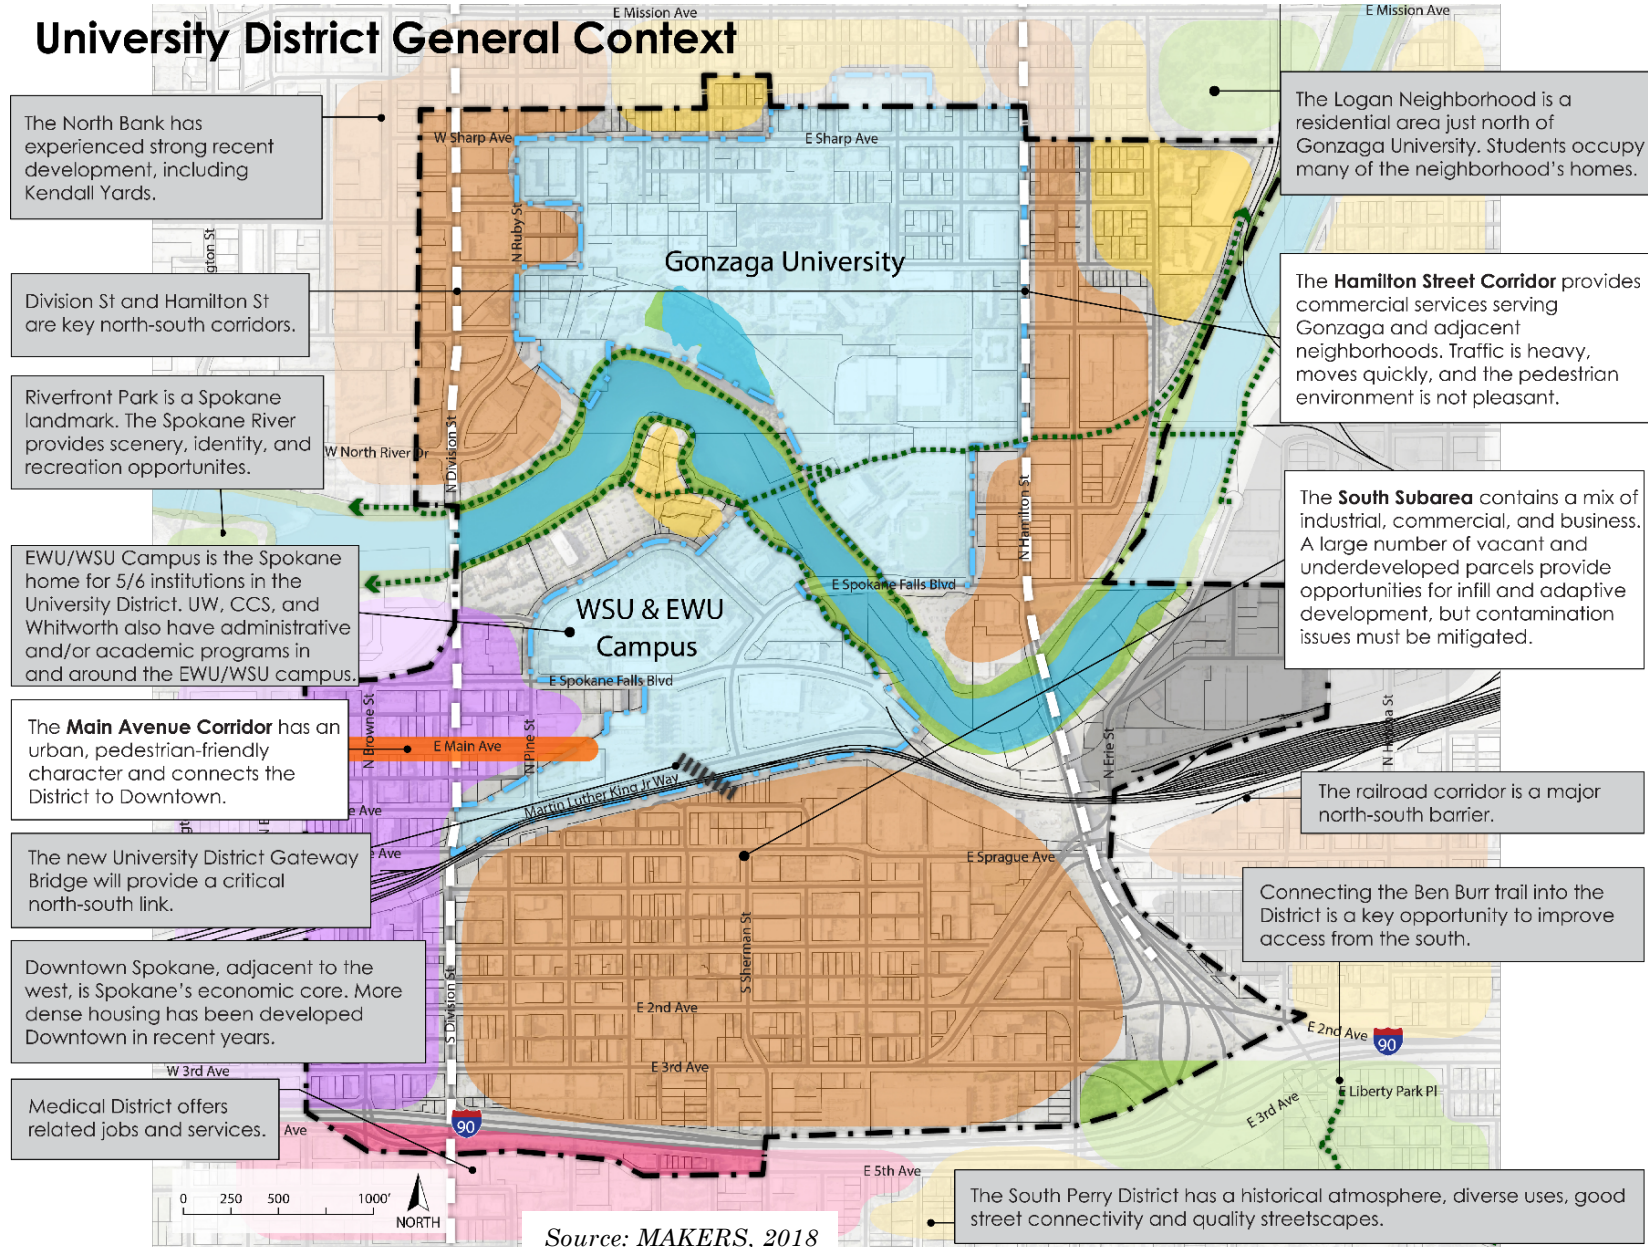 University District General Context
E Mission Ave
E Mission Ave
The North Bank has
experienced strong recent
development, including
Kendall Yards.
W Sharp Ave
E Sharp Ave
The Logan Neighborhood is a
residential area just north of
Gonzaga University. Students occupy
many of the neighborhood's homes.
N Ruby St
gton St
Gonzaga University
Division St and Hamilton St
are key north-south corridors.
The Hamilton Street Corridor provides
commercial services serving
Gonzaga and adjacent
neighborhoods. Traffic is heavy,
moves quickly, and the pedestrian
environment is not pleasant.
Riverfront Park is a Spokane
landmark. The Spokane River
provides scenery, identity, and
recreation opportunites.
W North River Dr
N Division St
N Hamilton St
The South Subarea contains a mix of
industrial, commercial, and business.
A large number of vacant and
underdeveloped parcels provide
opportunities for infill and adaptive
development, but contamination
issues must be mitigated.
EWU/WSU Campus is the Spokane
home for 5/6 institutions in the
University District. UW, CCS, and
Whitworth also have administrative
and/or academic programs in
and around the EWU/WSU campus.
E Spokane Falls Blvd
WSU & EWU
Campus
E Spokane Falls Blvd
The Main Avenue Corridor has an
urban, pedestrian-friendly
character and connects the
District to Downtown.
N Browne St
E Main Ave
N Pine St
N Erie St
Martin Luther King Jr Way
e Ave
The railroad corridor is a major
north-south barrier.
The new University District Gateway
Bridge will provide a critical
north-south link.
e Ave
E Sprague Ave
Connecting the Ben Burr trail into the
District is a key opportunity to improve
access from the south.
Downtown Spokane, adjacent to the
west, is Spokane's economic core. More
dense housing has been developed
Downtown in recent years.
S Division St
S Sherman St
E 2nd Ave
E 2nd Ave
90
W 3rd Ave
E 3rd Ave
E 3rd Ave
E Liberty Park Pl
Medical District offers
related jobs and services.
Ave
90
E 5th Ave
The South Perry District has a historical atmosphere, diverse uses, good
street connectivity and quality streetscapes.
0 250 500 1000'
NORTH
Source: MAKERS, 2018